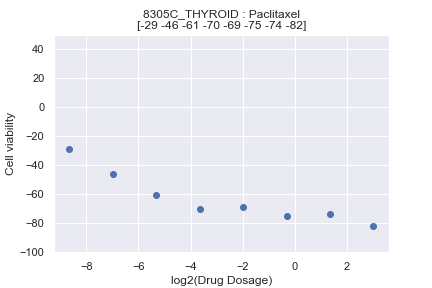 8305C_THYROID : Paclitaxel
[-29 -46 -61 -70 -69 -75 -74 -82]
40
20
0
−20
−40
−60
−80
−100
Cell viability
−8 −6 −4 −2 0 2
log2(Drug Dosage)